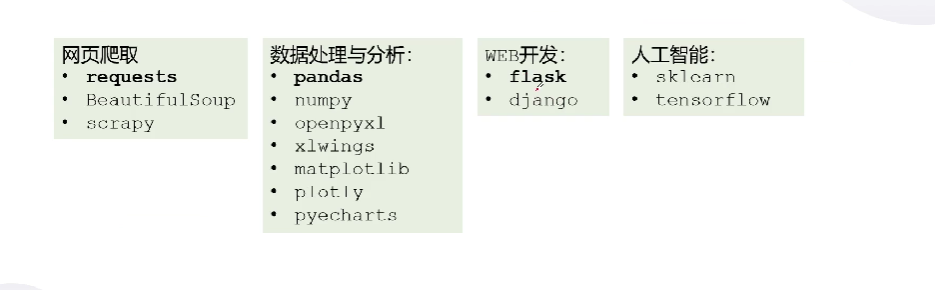 网页爬取
• requests
• BeautifulSoup
• scrapy
数据处理与分析：
• pandas
• numpy
• openpyxl
• xlwings
• matplotlib
• plotly
• pyecharts
WEB开发：
• flask
• django
人工智能：
• sklearn
• tensorflow